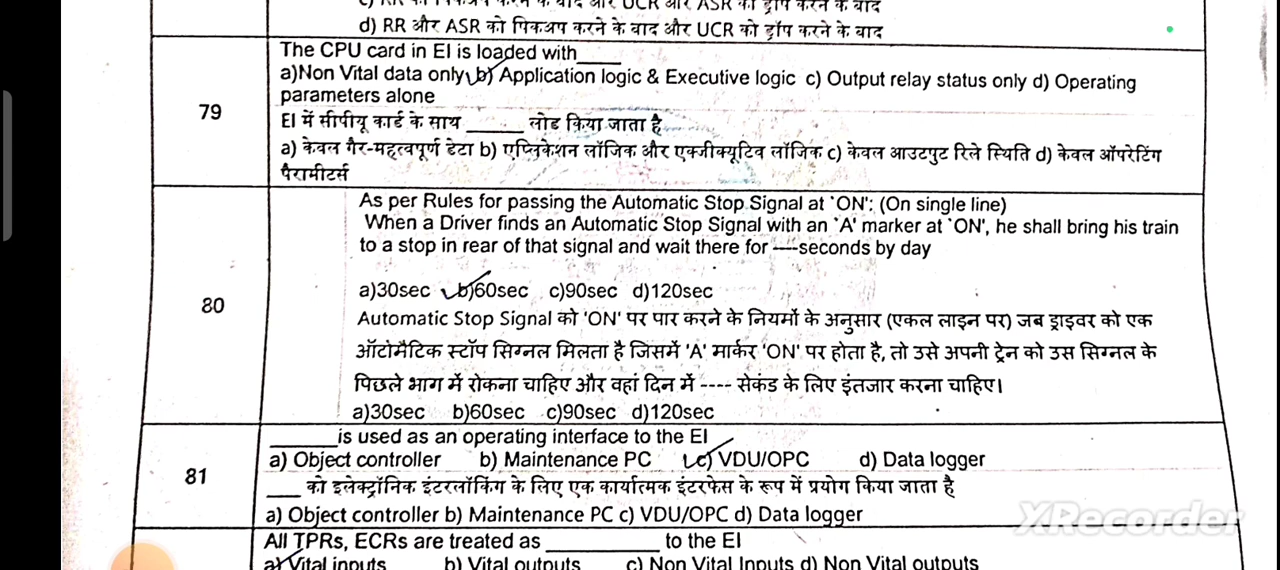 c) RR को पिकअप करने के बाद और UCR और ASR को ड्रॉप करने के बाद
d) RR और ASR को पिकअप करने के बाद और UCR को ड्रॉप करने के बाद
79
The CPU card in EI is loaded with____
a)Non Vital data only b) Application logic & Executive logic c) Output relay status only d) Operating
parameters alone
EI में सीपीयू कार्ड के साथ _____ लोड किया जाता है
a) केवल गैर-महत्वपूर्ण डेटा b) एप्लिकेशन लॉजिक और एक्जीक्यूटिव लॉजिक c) केवल आउटपुट रिले स्थिति d) केवल ऑपरेटिंग
पैरामीटर्स
80
As per Rules for passing the Automatic Stop Signal at `ON': (On single line)
When a Driver finds an Automatic Stop Signal with an `A' marker at `ON', he shall bring his train
to a stop in rear of that signal and wait there for ----seconds by day
a)30sec b)60sec c)90sec d)120sec
Automatic Stop Signal को 'ON' पर पार करने के नियमों के अनुसार (एकल लाइन पर) जब ड्राइवर को एक
ऑटोमैटिक स्टॉप सिग्नल मिलता है जिसमें 'A' मार्कर 'ON' पर होता है, तो उसे अपनी ट्रेन को उस सिग्नल के
पिछले भाग में रोकना चाहिए और वहां दिन में ---- सेकंड के लिए इंतजार करना चाहिए।
a)30sec b)60sec c)90sec d)120sec
81
______is used as an operating interface to the EI
a) Object controller b) Maintenance PC c) VDU/OPC d) Data logger
___ को इलेक्ट्रॉनिक इंटरलॉकिंग के लिए एक कार्यात्मक इंटरफेस के रूप में प्रयोग किया जाता है
a) Object controller b) Maintenance PC c) VDU/OPC d) Data logger
XRecorder
All TPRs, ECRs are treated as __________ to the EI
a) Vital inputs b) Vital outputs c) Non Vital Inputs d) Non Vital outputs